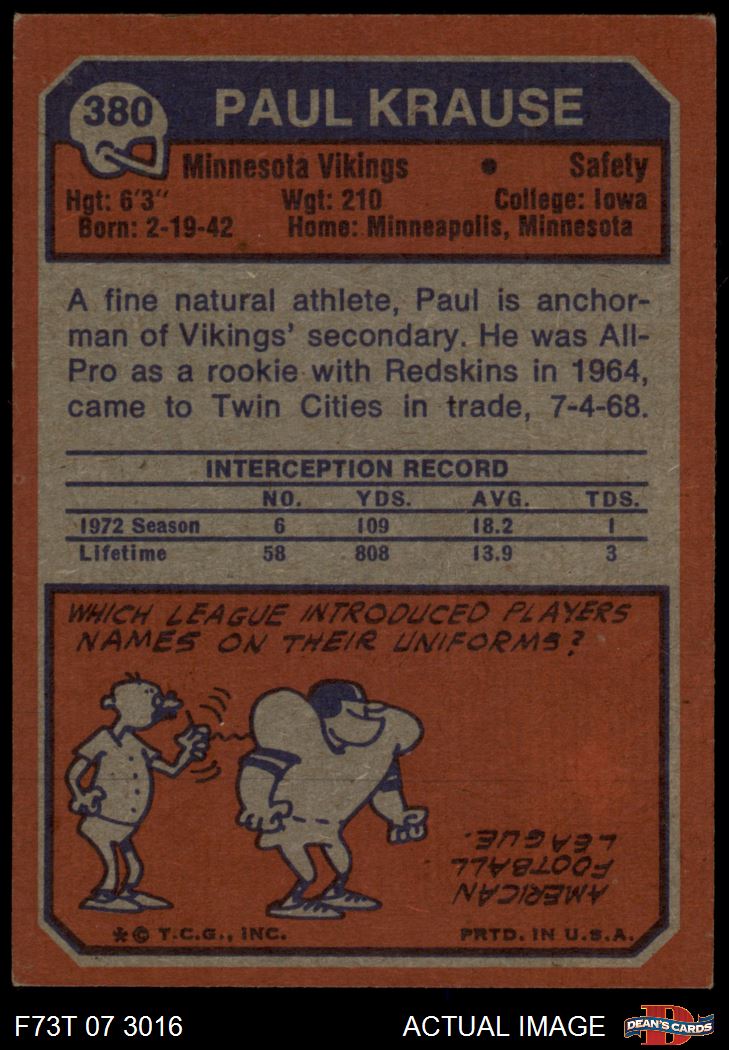 380
PAUL KRAUSE
Minnesota Vikings • Safety
Hgt: 6'3" Wgt: 210 College: Iowa
Born: 2-19-42 Home: Minneapolis, Minnesota
A fine natural athlete, Paul is anchor-
man of Vikings' secondary. He was All-
Pro as a rookie with Redskins in 1964,
came to Twin Cities in trade, 7-4-68.
INTERCEPTION RECORD
NO. YDS. AVG. TDS.
1972 Season 6 109 18.2 1
Lifetime 58 808 13.9 3
WHICH LEAGUE INTRODUCED PLAYERS
NAMES ON THEIR UNIFORMS?
AMERICAN
FOOTBALL
LEAGUE.
*© T.C.G., INC. PRTD. IN U.S.A.
F73T 07 3016 ACTUAL IMAGE
D
DEAN'S CARDS